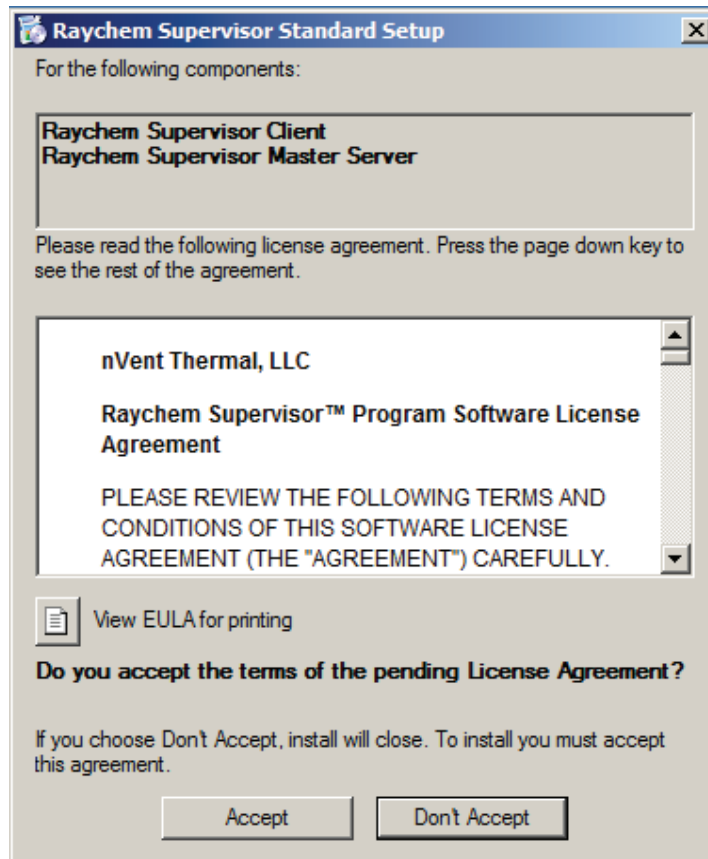 Raychem Supervisor Standard Setup
For the following components:
Raychem Supervisor Client
Raychem Supervisor Master Server
Please read the following license agreement. Press the page down key to
see the rest of the agreement.
nVent Thermal, LLC
Raychem Supervisor™ Program Software License
Agreement
PLEASE REVIEW THE FOLLOWING TERMS AND
CONDITIONS OF THIS SOFTWARE LICENSE
AGREEMENT (THE "AGREEMENT") CAREFULLY.
View EULA for printing
Do you accept the terms of the pending License Agreement?
If you choose Don't Accept, install will close. To install you must accept
this agreement.
Accept Don't Accept